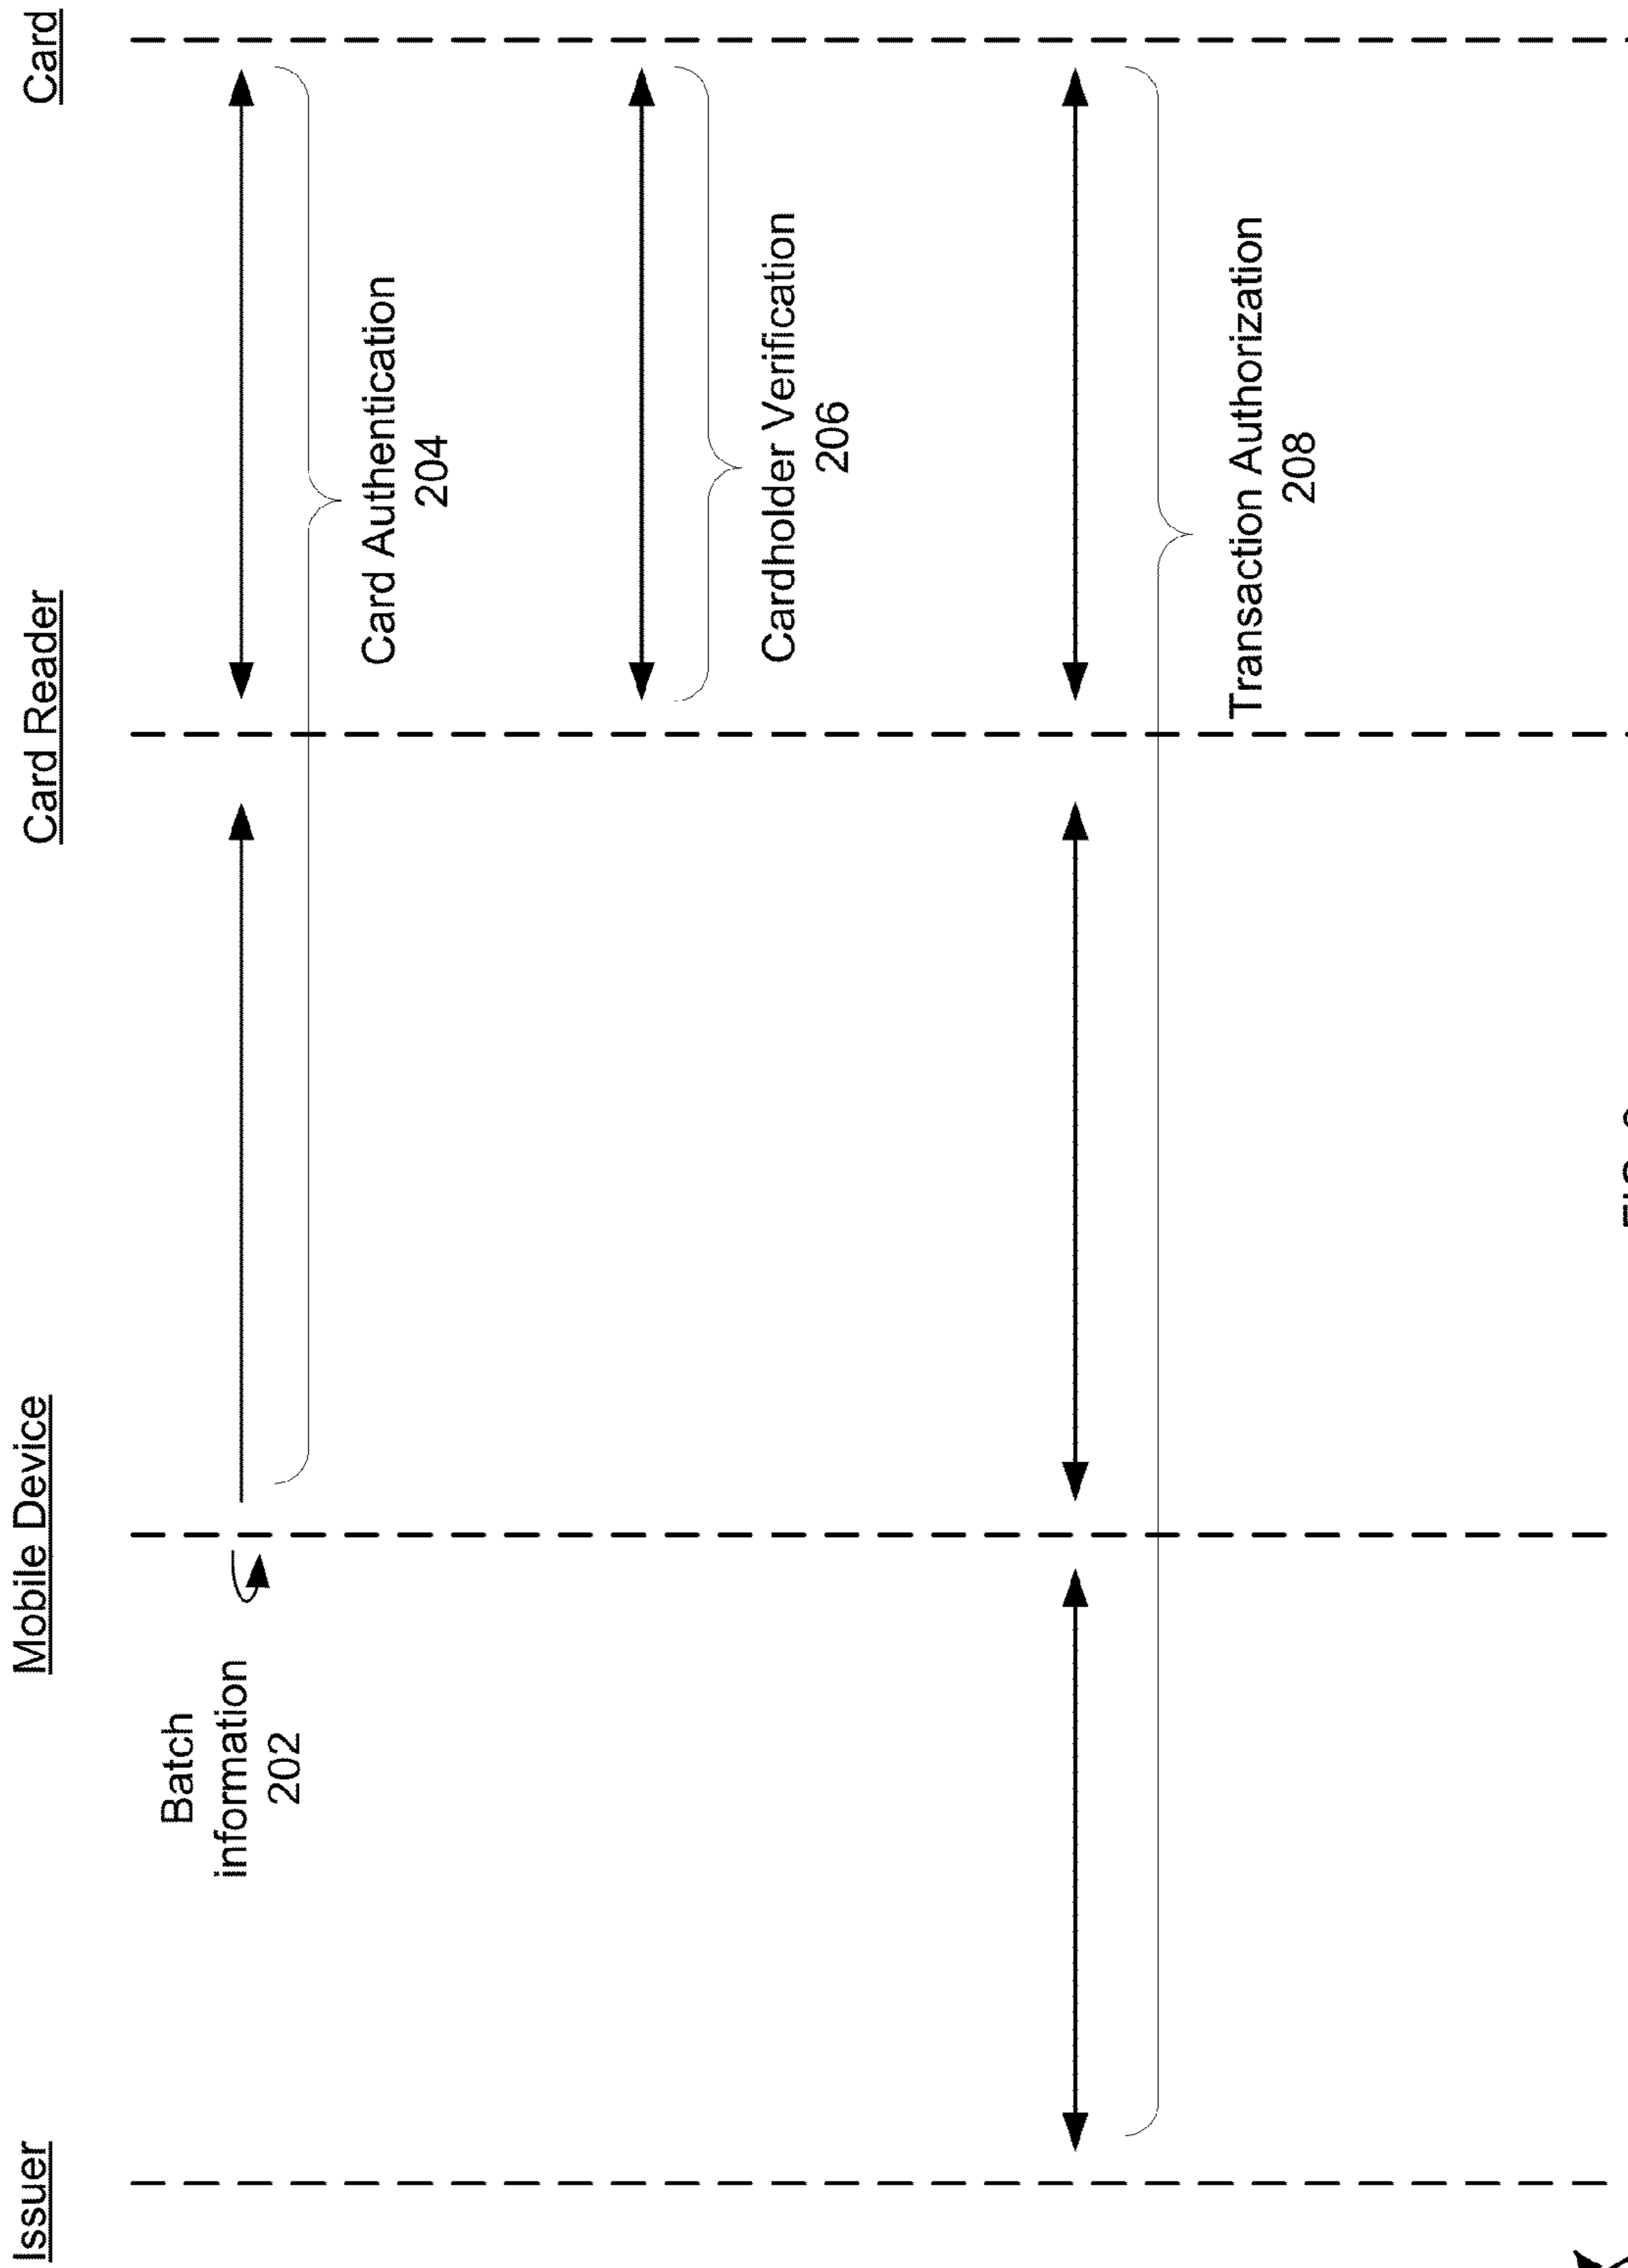 Issuer
Mobile Device
Card Reader
Card
Batch
information
202
Card Authentication
204
Cardholder Verification
206
Transaction Authorization
208